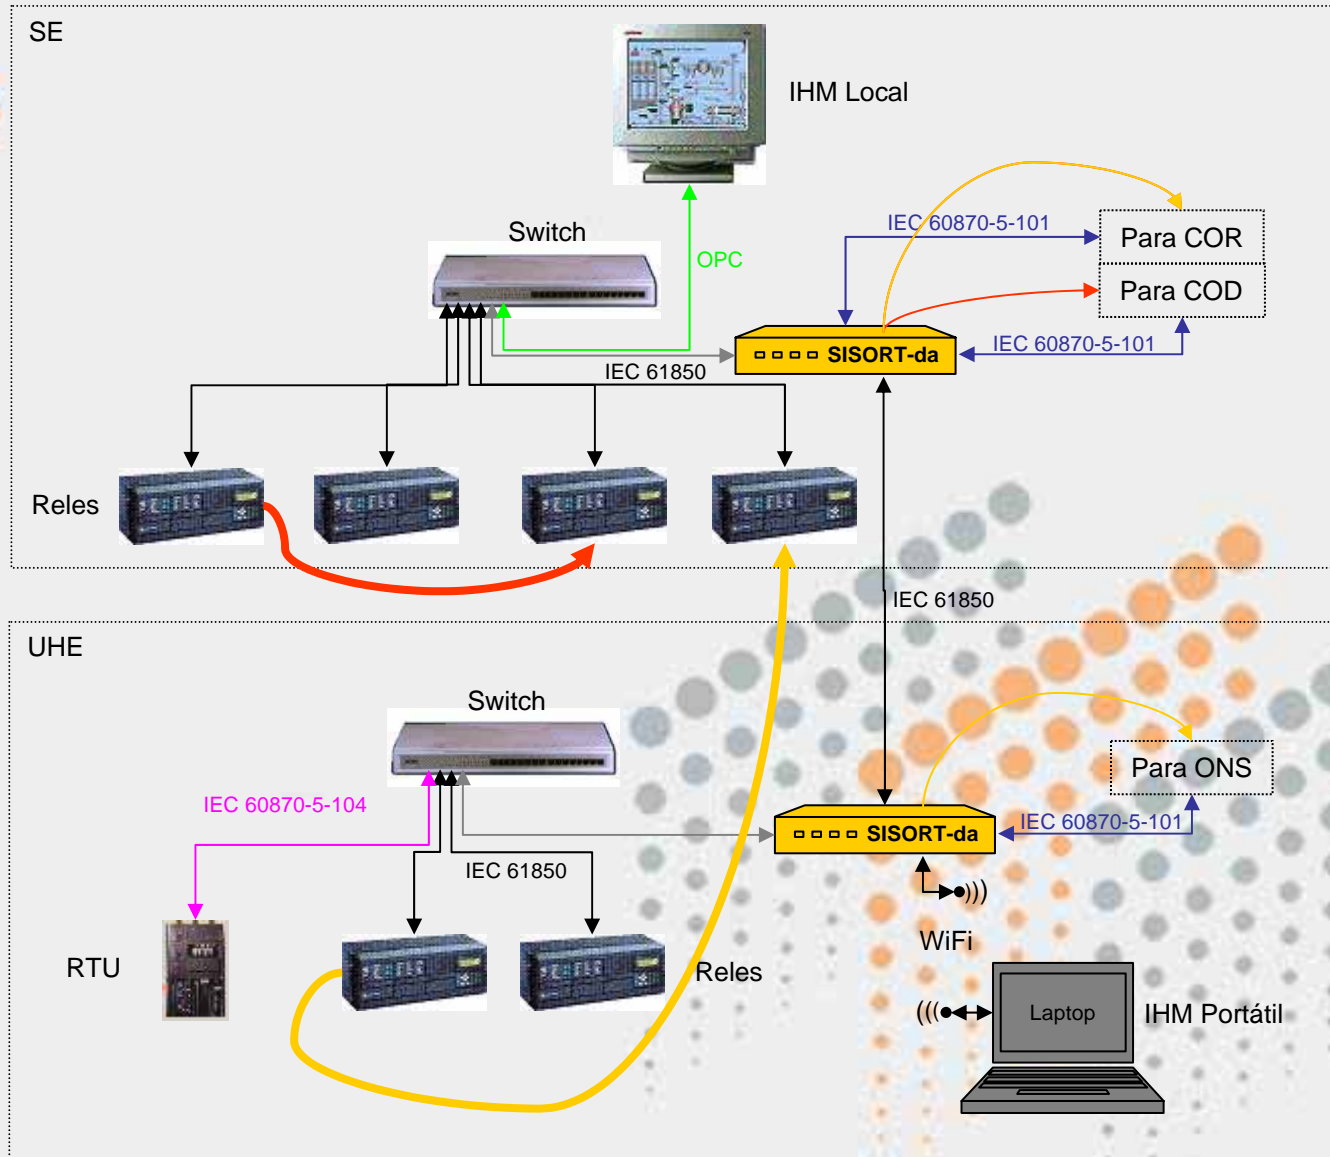 SE
IHM Local
Switch
IEC 60870-5-101
Para COR
OPC
Para COD
IEC 60870-5-101
SISORT-da
IEC 61850
Reles
IEC 61850
UHE
Switch
Para ONS
IEC 60870-5-104
IEC 60870-5-101
SISORT-da
IEC 61850
WiFi
RTU
Reles
Laptop
IHM Portátil